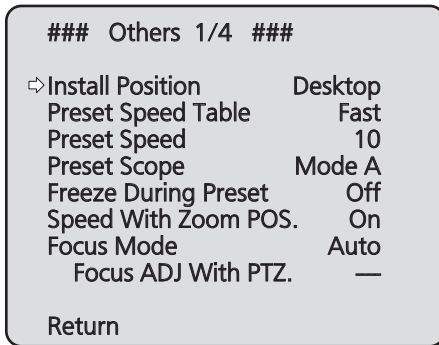 ### Others 1/4 ###
⇨Install Position Desktop
Preset Speed Table Fast
Preset Speed 10
Preset Scope Mode A
Freeze During Preset Off
Speed With Zoom POS. On
Focus Mode Auto
Focus ADJ With PTZ. —
Return